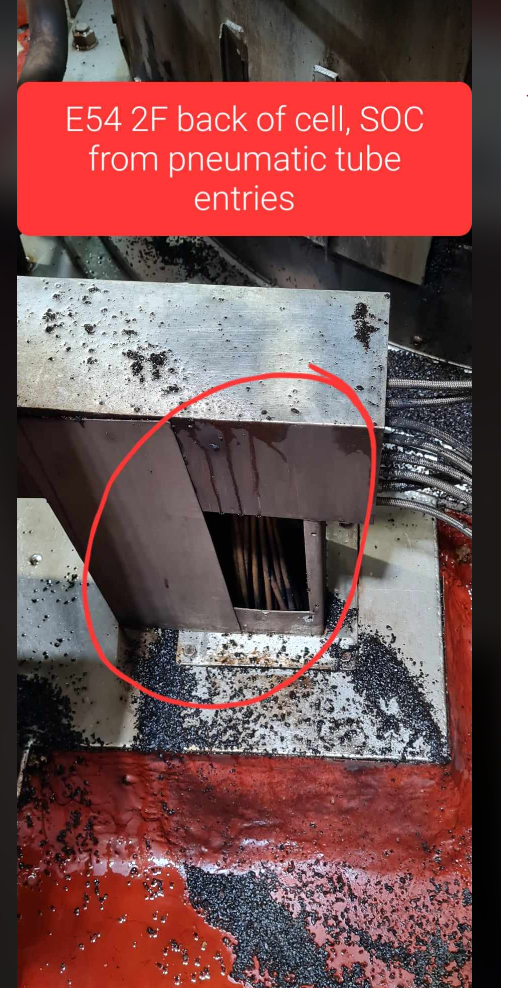 E54 2F back of cell, SOC
from pneumatic tube
entries